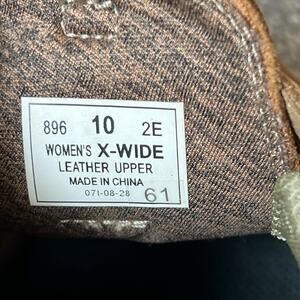 896 10 2E
WOMEN'S X-WIDE
LEATHER UPPER
MADE IN CHINA
071-08-28 61